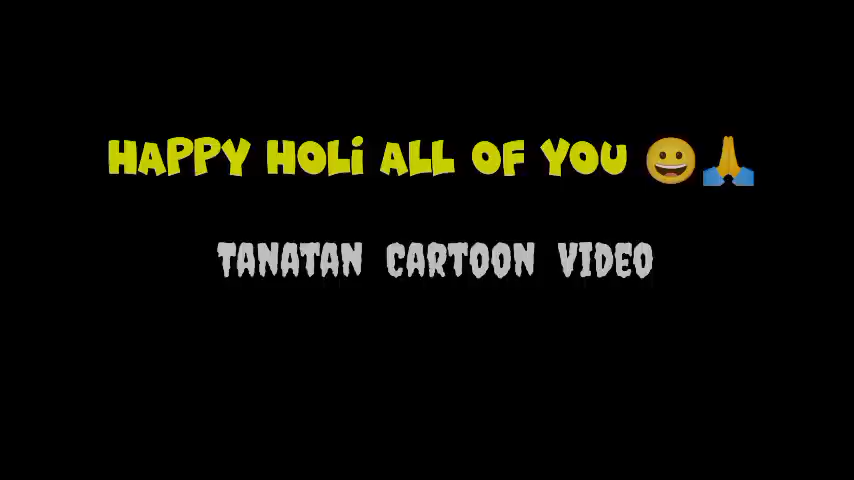 HAPPY HOLI ALL OF YOU 😀🙏
TANATAN CARTOON VIDEO